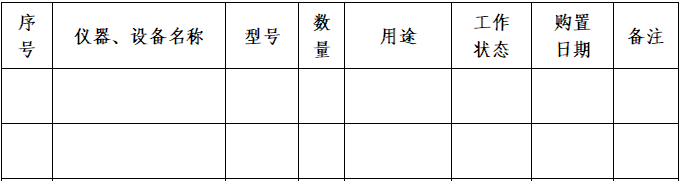 序号
仪器、设备名称
型号
数量
用途
工作状态
购置日期
备注